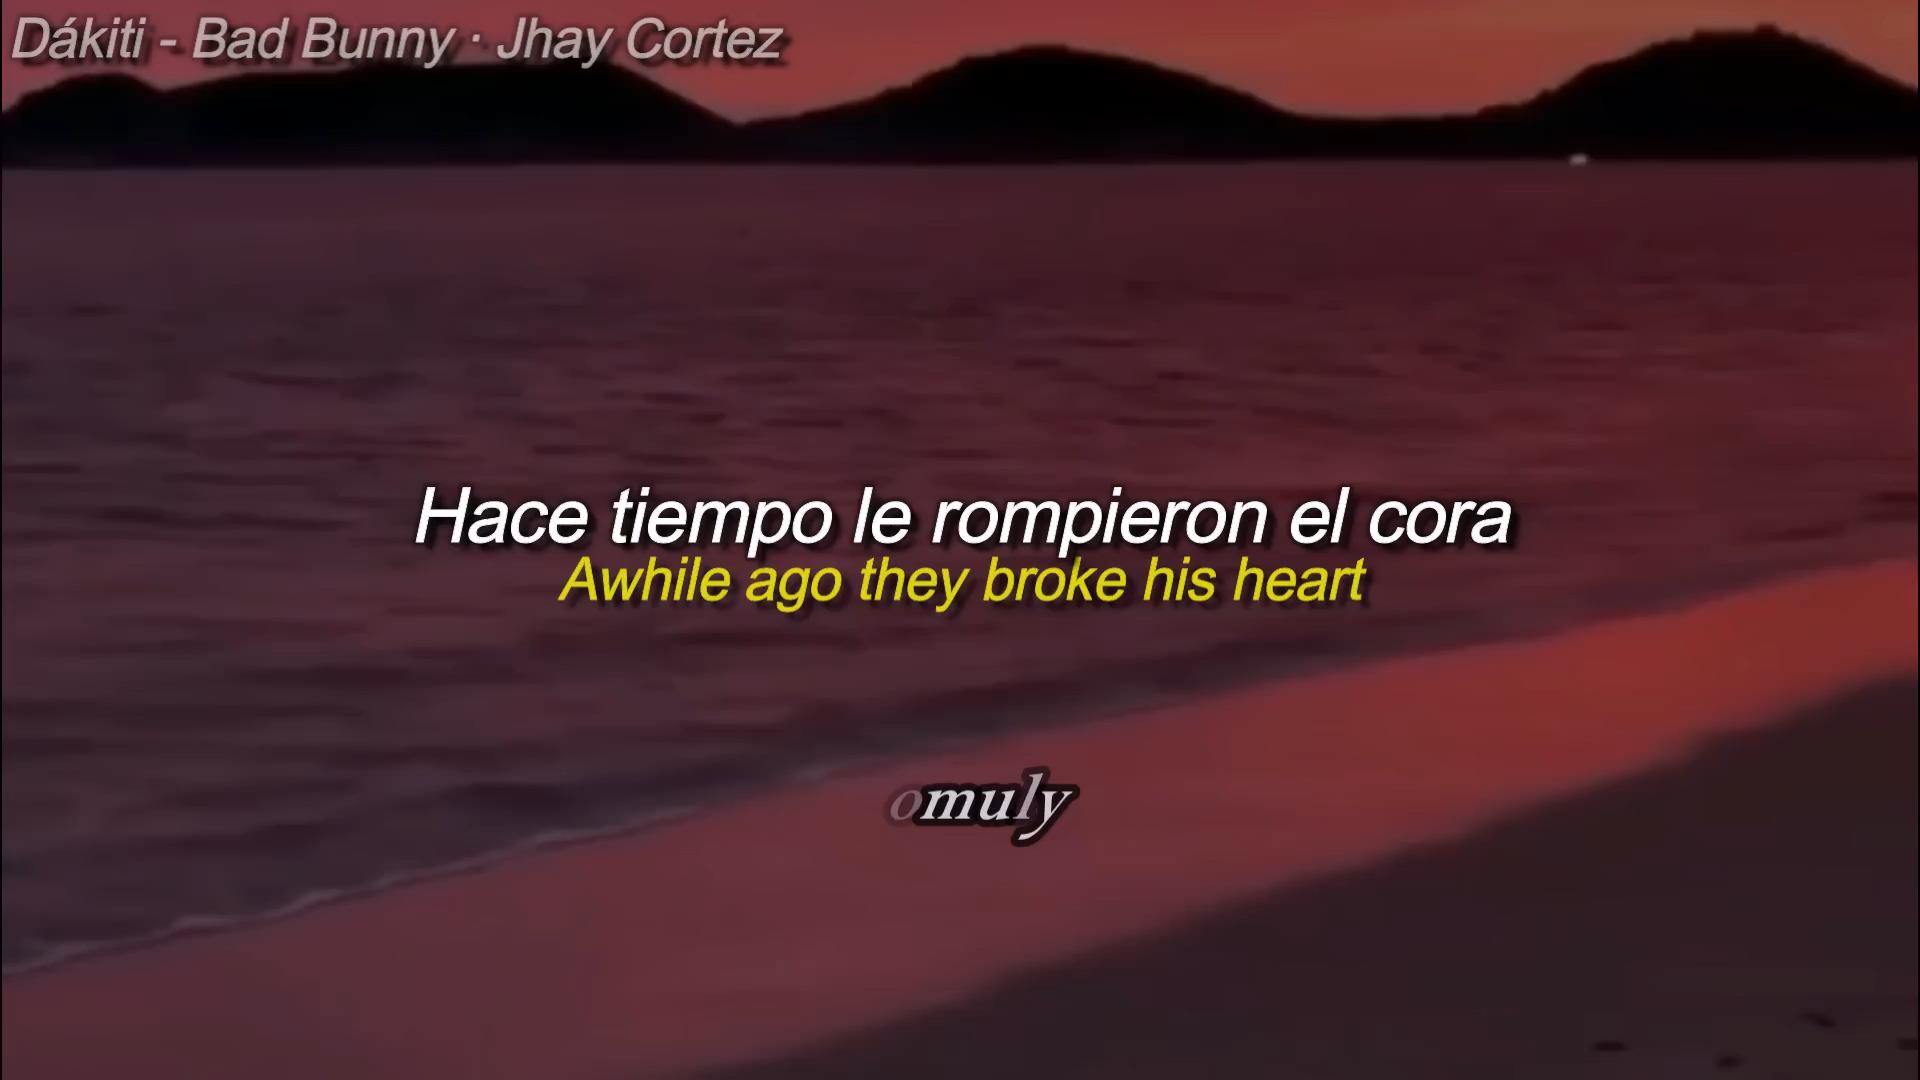 Dákiti - Bad Bunny · Jhay Cortez
Hace tiempo le rompieron el cora
Awhile ago they broke his heart
omuly